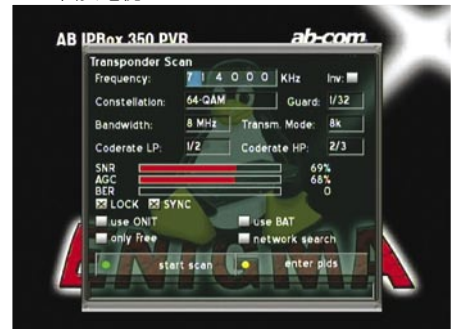 AB IPBox 350 PVR ab-com
Transponder Scan
Frequency: 714000 KHz Inv:
Constellation: 64-QAM Guard: 1/32
Bandwidth: 8 MHz Transm. Mode: 8k
Coderate LP: 1/2 Coderate HP: 2/3
SNR 69%
AGC 68%
BER 0
LOCK SYNC
use ONIT use BAT
only Free network search
start scan enter pids
ENIGMA